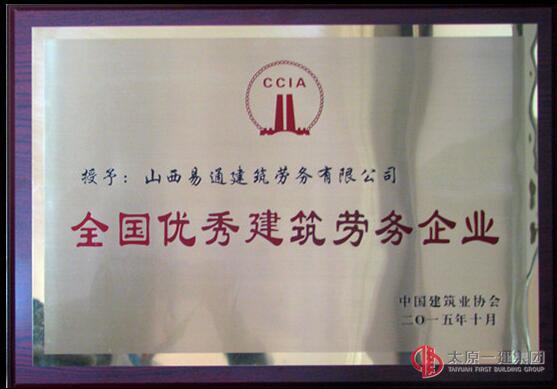 CCIA
授予：山西易通建筑劳务有限公司
全国优秀建筑劳务企业
中国建筑业协会
二〇一五年十月
太原一建集团
TAIYUAN FIRST BUILDING GROUP